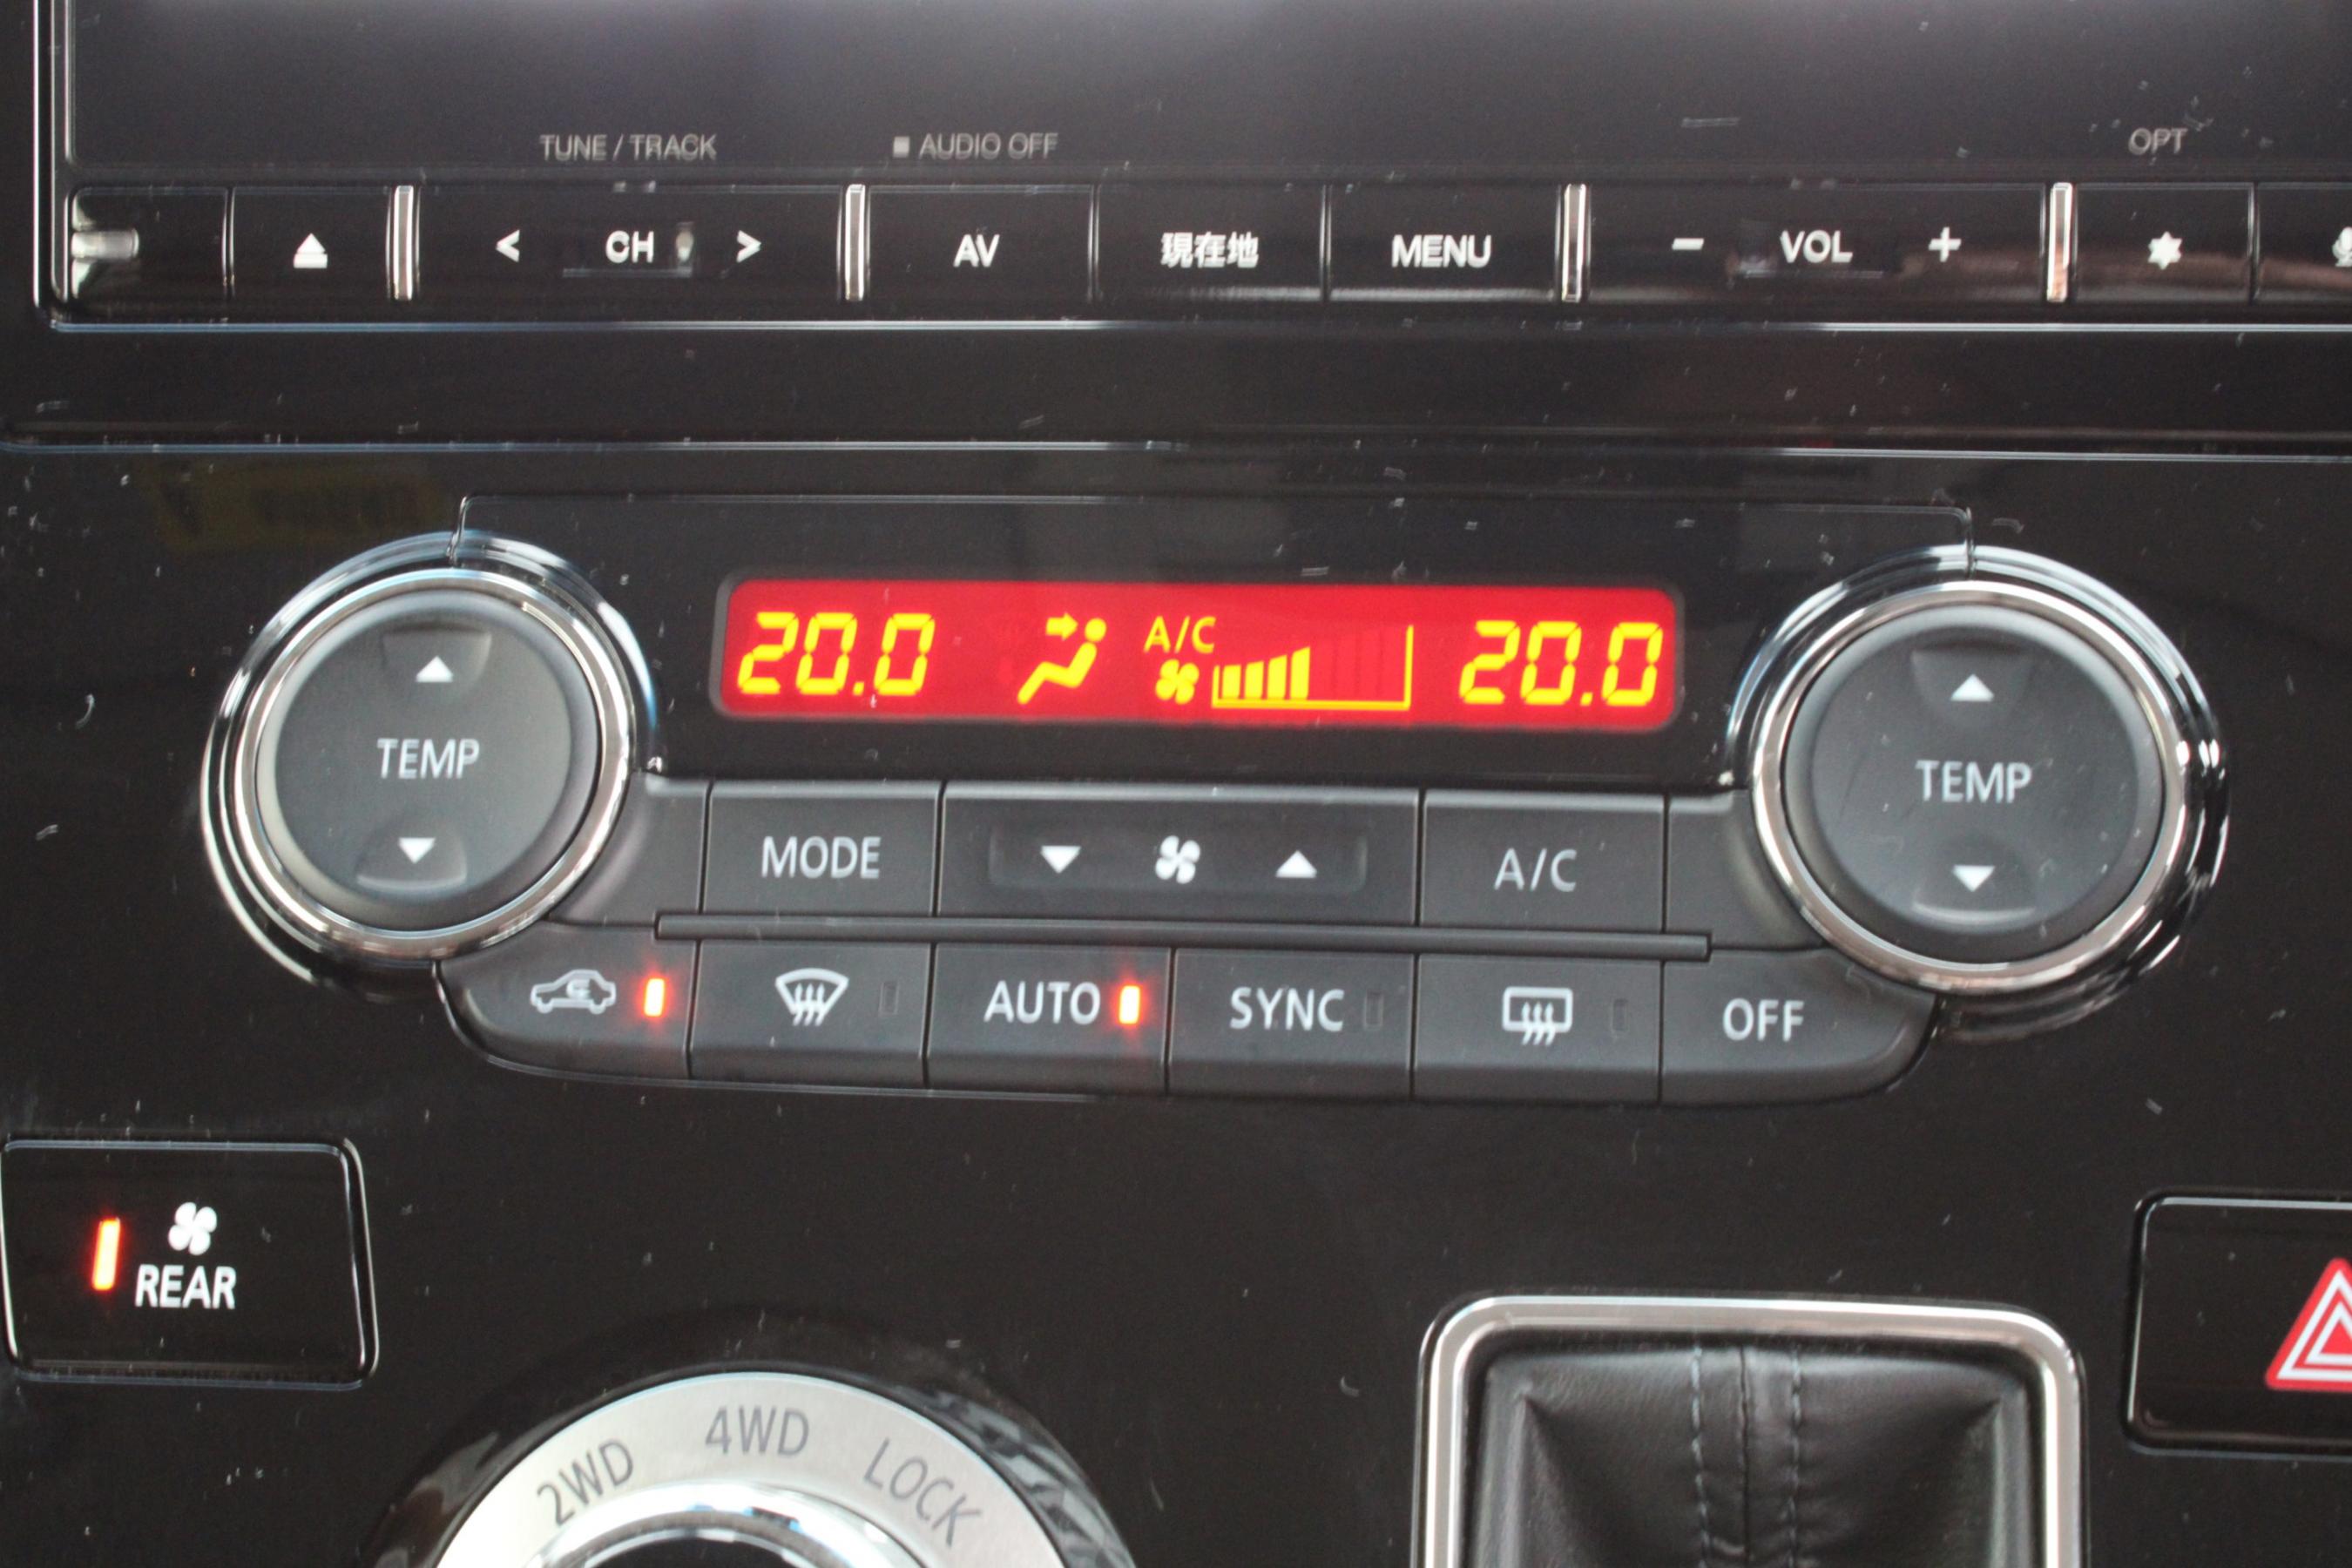 TUNE / TRACK
AUDIO OFF
OPT
< CH >
AV
現在地
MENU
− VOL +
20.0
A/C
20.0
TEMP
TEMP
MODE
A/C
AUTO
SYNC
OFF
REAR
2WD
4WD
LOCK